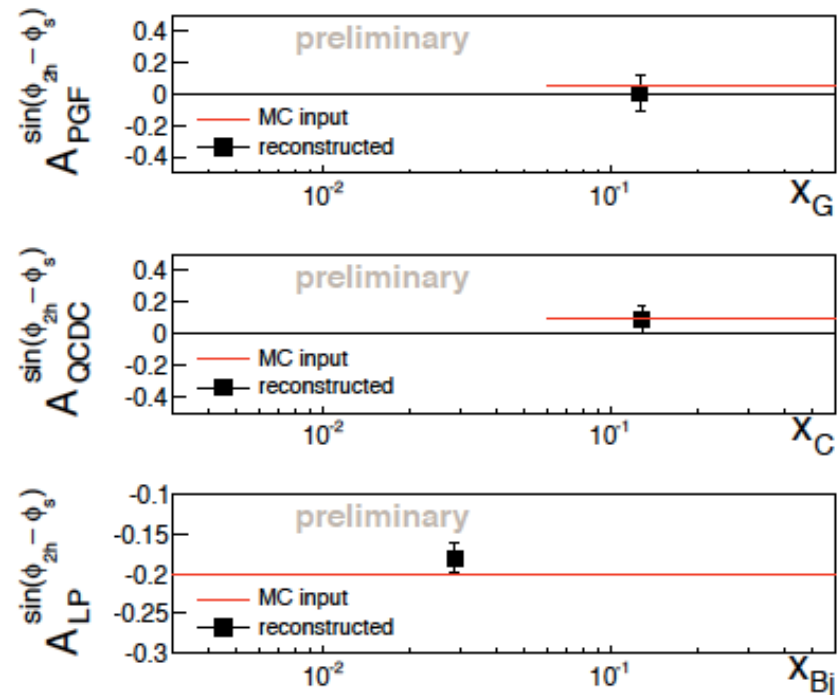 A_PGF^sin(ϕ_2h − ϕ_s)
0.4
0.2
0
-0.2
-0.4
preliminary
MC input
reconstructed
10^-2
10^-1
x_G
A_QCDC^sin(ϕ_2h − ϕ_s)
0.4
0.2
0
-0.2
-0.4
preliminary
MC input
reconstructed
10^-2
10^-1
x_C
A_LP^sin(ϕ_2h − ϕ_s)
-0.1
-0.15
-0.2
-0.25
-0.3
preliminary
MC input
reconstructed
10^-2
10^-1
x_Bj